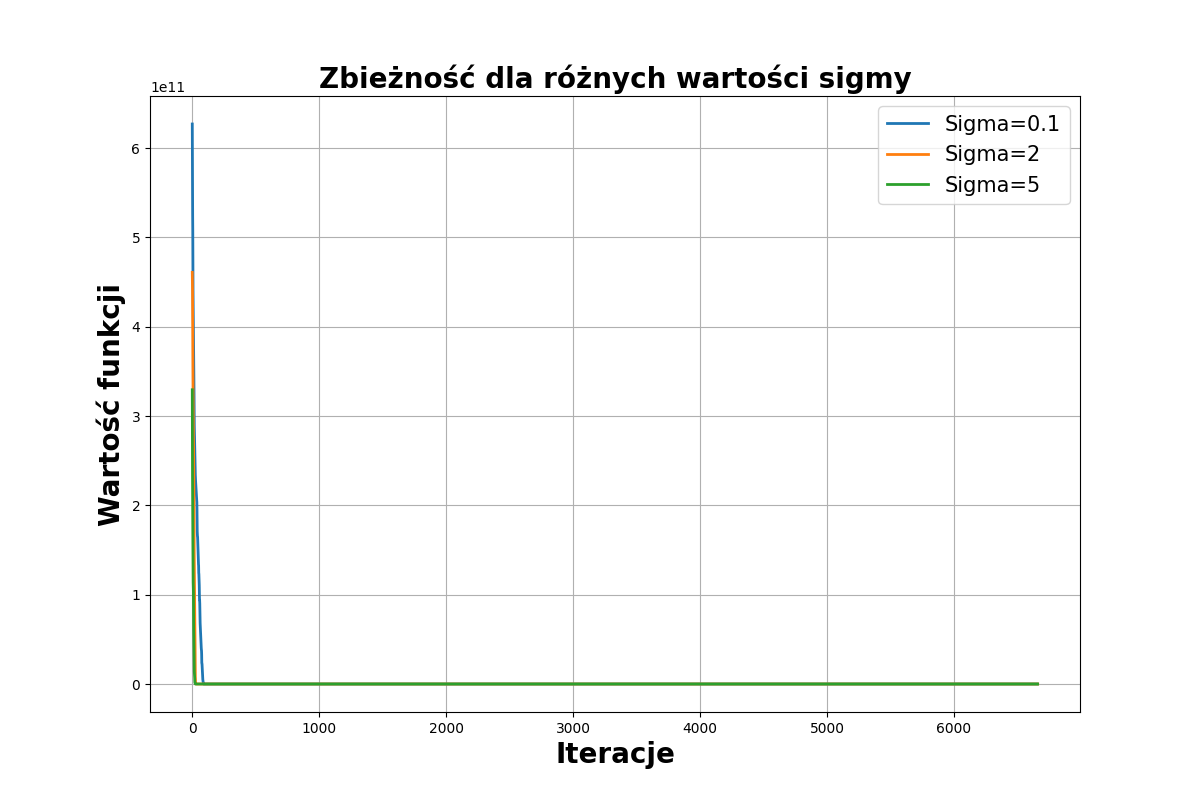 Zbieżność dla różnych wartości sigmy
1e11
Sigma=0.1
Sigma=2
Sigma=5
6
5
4
3
2
1
0
Wartość funkcji
0 1000 2000 3000 4000 5000 6000
Iteracje